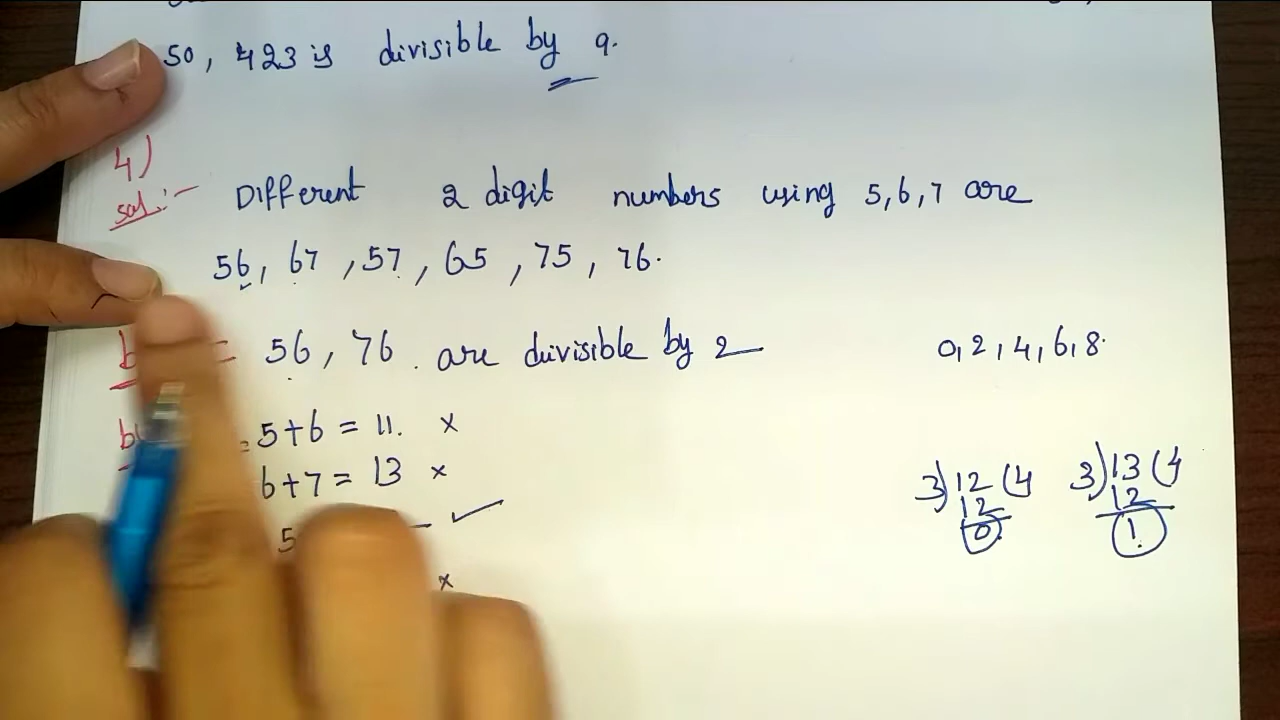 50, 423 is divisible by 9.
4)
sol:- Different 2 digit numbers using 5,6,7 are
56, 67, 57, 65, 75, 76.
= 56, 76 are divisible by 2
0, 2, 4, 6, 8.
= 5+6 = 11. ×
6+7 = 13 ×
5 ✓
×
3)12(4
12
0
3)13(4
12
1